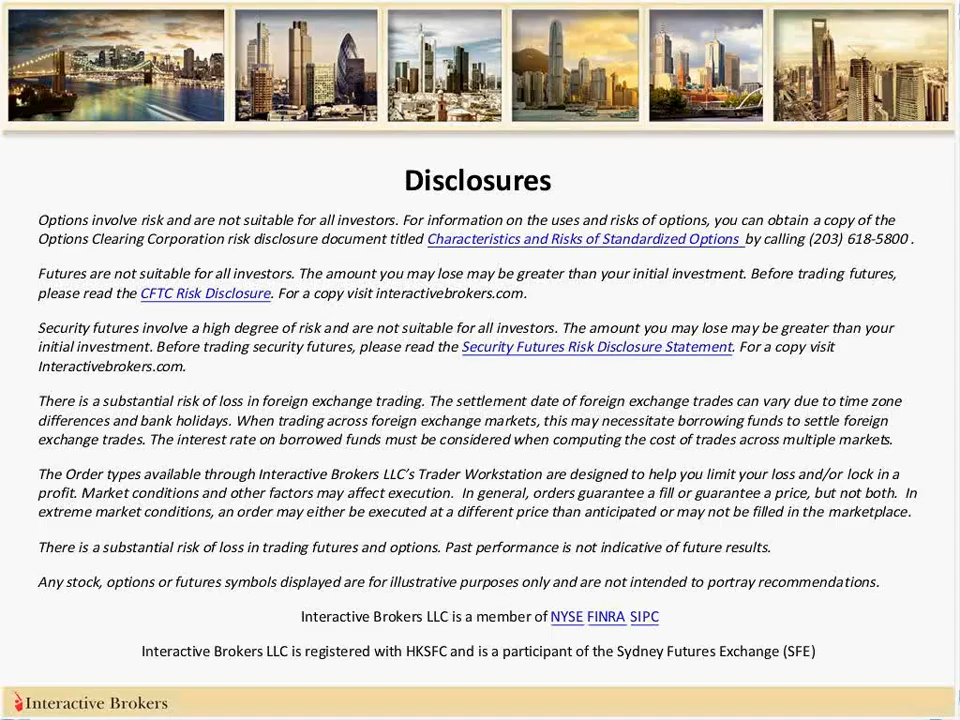 Disclosures
Options involve risk and are not suitable for all investors. For information on the uses and risks of options, you can obtain a copy of the
Options Clearing Corporation risk disclosure document titled Characteristics and Risks of Standardized Options by calling (203) 618-5800 .
Futures are not suitable for all investors. The amount you may lose may be greater than your initial investment. Before trading futures,
please read the CFTC Risk Disclosure. For a copy visit interactivebrokers.com.
Security futures involve a high degree of risk and are not suitable for all investors. The amount you may lose may be greater than your
initial investment. Before trading security futures, please read the Security Futures Risk Disclosure Statement. For a copy visit
Interactivebrokers.com.
There is a substantial risk of loss in foreign exchange trading. The settlement date of foreign exchange trades can vary due to time zone
differences and bank holidays. When trading across foreign exchange markets, this may necessitate borrowing funds to settle foreign
exchange trades. The interest rate on borrowed funds must be considered when computing the cost of trades across multiple markets.
The Order types available through Interactive Brokers LLC’s Trader Workstation are designed to help you limit your loss and/or lock in a
profit. Market conditions and other factors may affect execution. In general, orders guarantee a fill or guarantee a price, but not both. In
extreme market conditions, an order may either be executed at a different price than anticipated or may not be filled in the marketplace.
There is a substantial risk of loss in trading futures and options. Past performance is not indicative of future results.
Any stock, options or futures symbols displayed are for illustrative purposes only and are not intended to portray recommendations.
Interactive Brokers LLC is a member of NYSE FINRA SIPC
Interactive Brokers LLC is registered with HKSFC and is a participant of the Sydney Futures Exchange (SFE)
Interactive Brokers